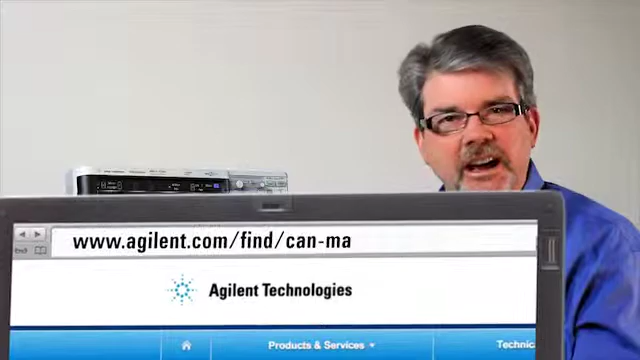 www.agilent.com/find/can-ma
Agilent Technologies
Products & Services
Technic